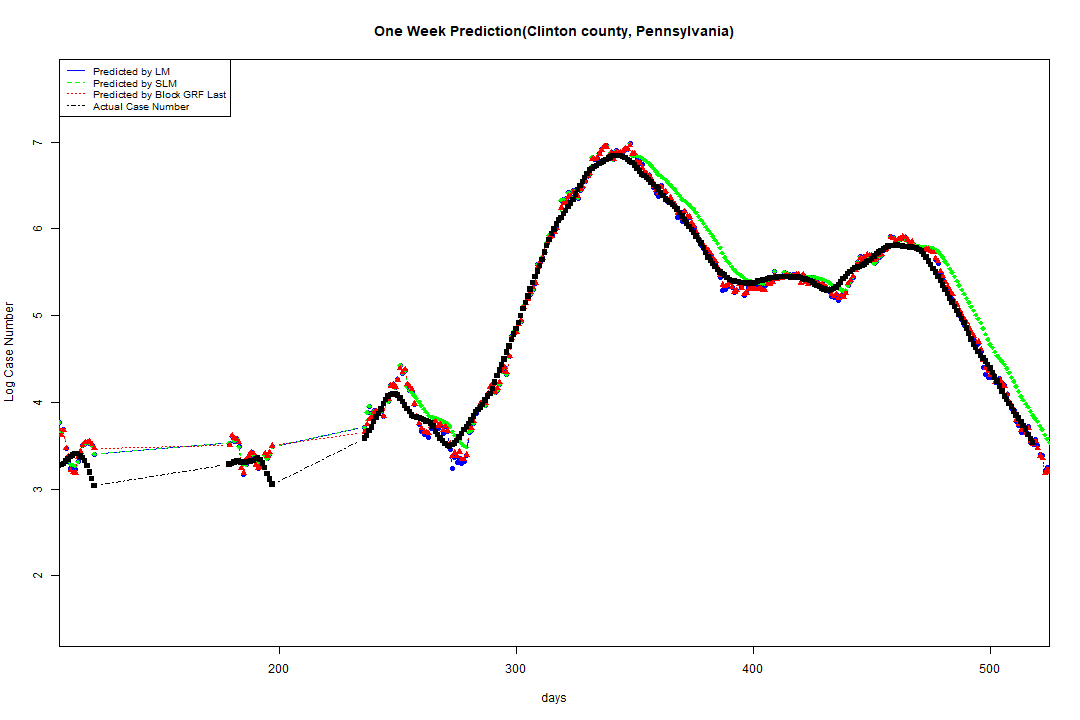 One Week Prediction(Clinton county, Pennsylvania)
Predicted by LM
Predicted by SLM
Predicted by Block GRF Last
Actual Case Number
7
6
5
4
3
2
Log Case Number
200 300 400 500
days